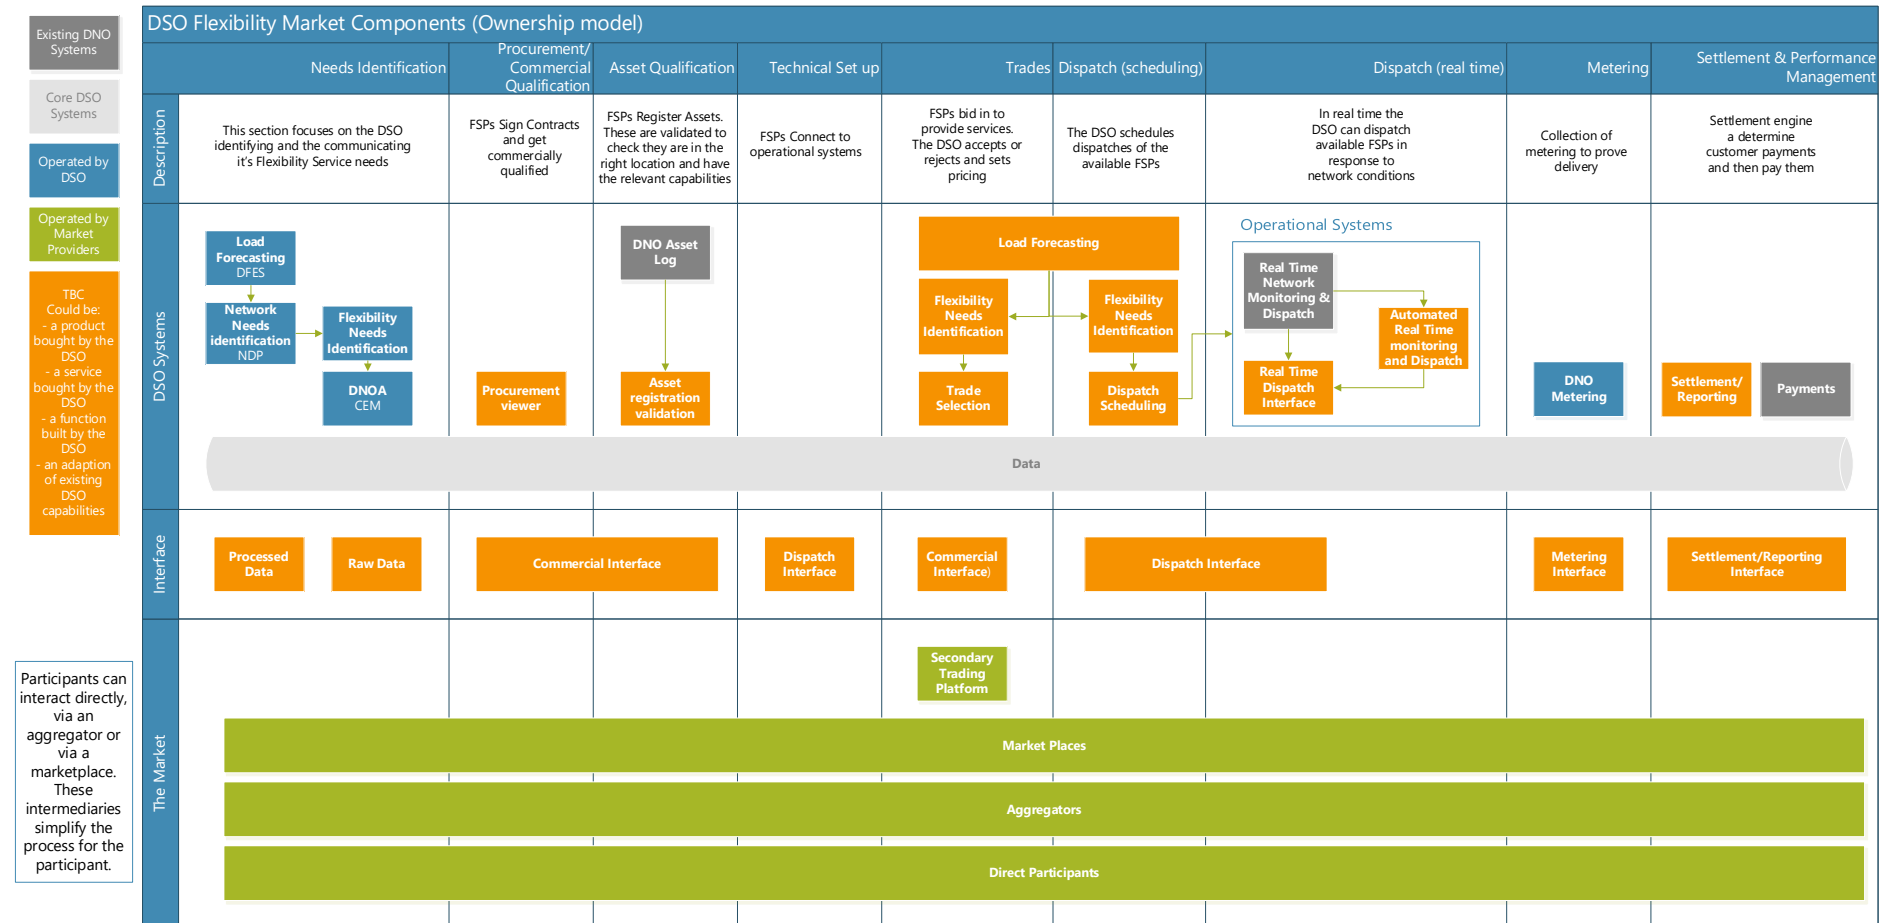 DSO Flexibility Market Components (Ownership model)
Existing DNO
Systems
Core DSO
Systems
Operated by
DSO
Operated by
Market
Providers
TBC
Could be:
- a product
bought by the
DSO
- a service
bought by the
DSO
- a function
built by the
DSO
- an adaption
of existing
DSO
capabilities
Participants can
interact directly,
via an
aggregator or
via a
marketplace.
These
intermediaries
simplify the
process for the
participant.
Needs Identification
Procurement/
Commercial
Qualification
Asset Qualification
Technical Set up
Trades
Dispatch (scheduling)
Dispatch (real time)
Metering
Settlement & Performance
Management
Description
This section focuses on the DSO
identifying and the communicating
it's Flexibility Service needs
FSPs Sign Contracts
and get
commercially
qualified
FSPs Register Assets.
These are validated to
check they are in the
right location and have
the relevant capabilities
FSPs Connect to
operational systems
FSPs bid in to
provide services.
The DSO accepts or
rejects and sets
pricing
The DSO schedules
dispatches of the
available FSPs
In real time the
DSO can dispatch
available FSPs in
response to
network conditions
Collection of
metering to prove
delivery
Settlement engine
a determine
customer payments
and then pay them
DSO Systems
Load
Forecasting
DFES
Network
Needs
identification
NDP
Flexibility
Needs
Identification
DNOA
CEM
Procurement
viewer
DNO Asset
Log
Asset
registration
validation
Load Forecasting
Flexibility
Needs
Identification
Trade
Selection
Flexibility
Needs
Identification
Dispatch
Scheduling
Operational Systems
Real Time
Network
Monitoring &
Dispatch
Automated
Real Time
monitoring
and Dispatch
Real Time
Dispatch
Interface
DNO
Metering
Settlement/
Reporting
Payments
Data
Interface
Processed
Data
Raw Data
Commercial Interface
Dispatch
Interface
Commercial
Interface)
Dispatch Interface
Metering
Interface
Settlement/Reporting
Interface
The Market
Secondary
Trading
Platform
Market Places
Aggregators
Direct Participants